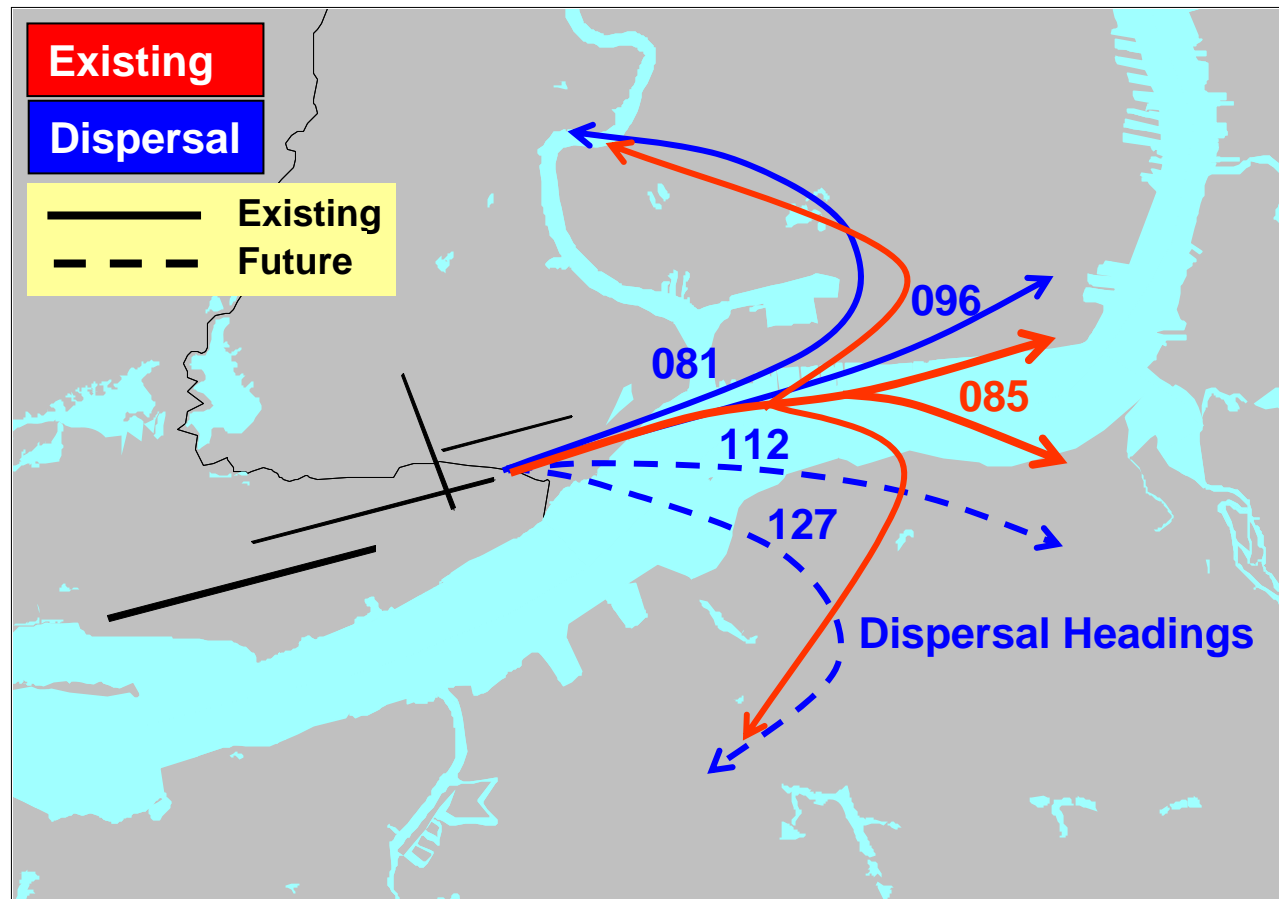 Existing
Dispersal
Existing
Future
096
081
085
112
127
Dispersal Headings